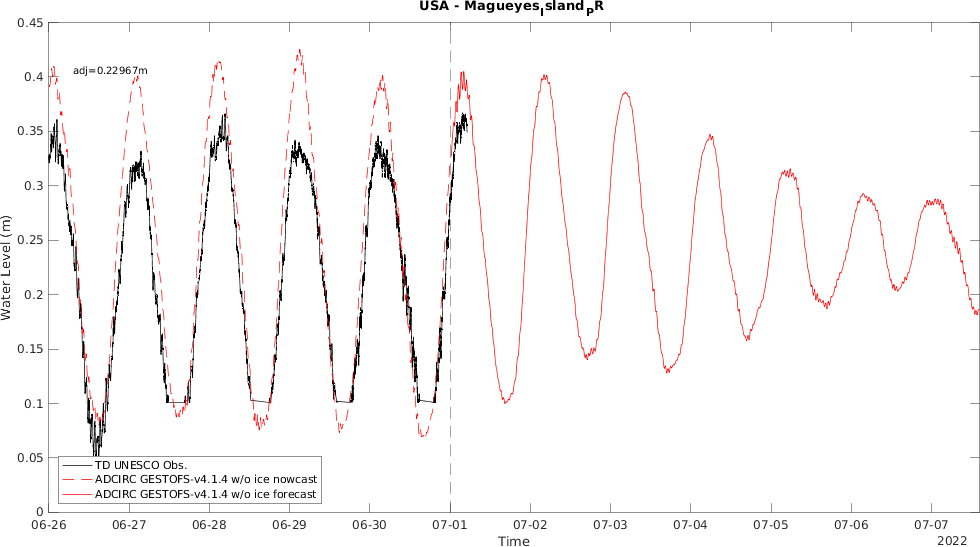 USA - Magueyes_Island_PR
0.45
0.4
0.35
0.3
0.25
0.2
0.15
0.1
0.05
0
Water Level (m)
adj=0.22967m
TD UNESCO Obs.
ADCIRC GESTOFS-v4.1.4 w/o ice nowcast
ADCIRC GESTOFS-v4.1.4 w/o ice forecast
06-26 06-27 06-28 06-29 06-30 07-01 07-02 07-03 07-04 07-05 07-06 07-07
Time
2022